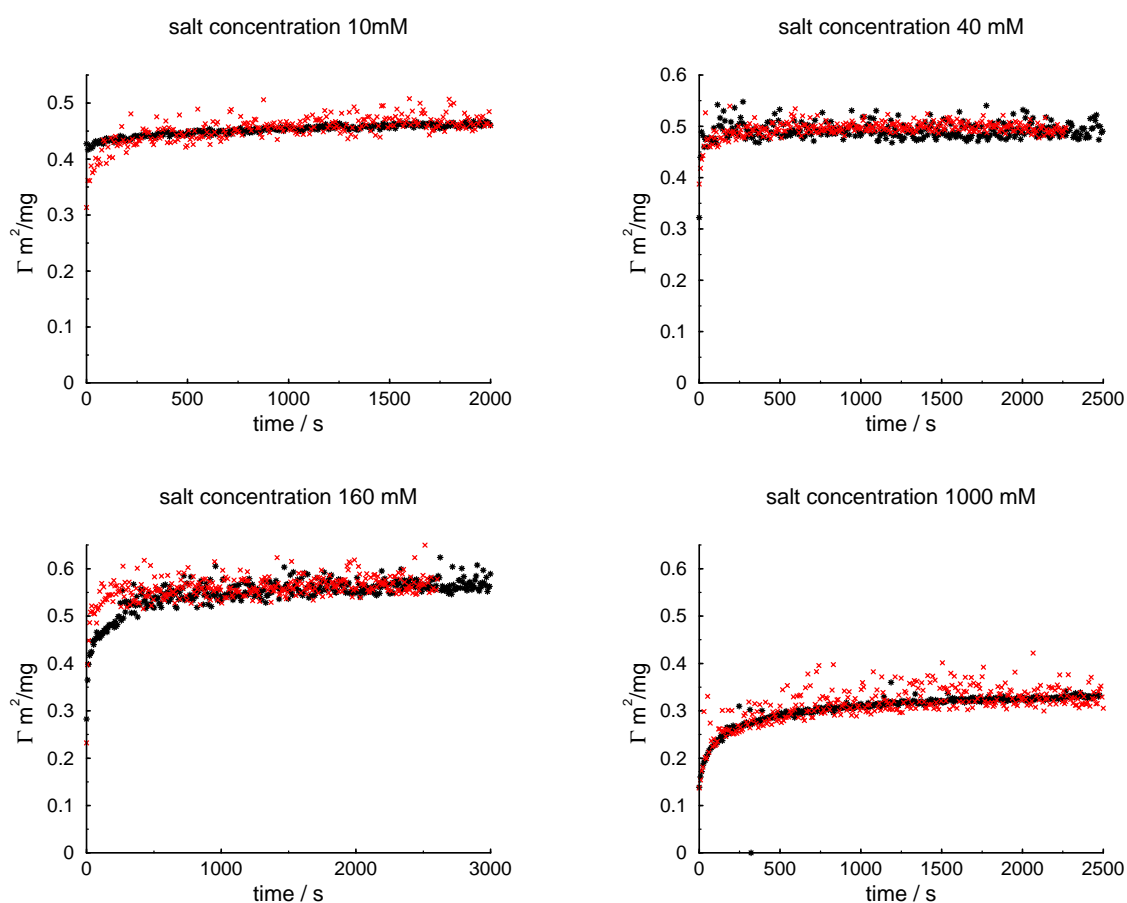 salt concentration 10mM
0.5
0.4
0.3
0.2
0.1
0
Γ m²/mg
0 500 1000 1500 2000
time / s
salt concentration 40 mM
0.6
0.5
0.4
0.3
0.2
0.1
0
Γ m²/mg
0 500 1000 1500 2000 2500
time / s
salt concentration 160 mM
0.6
0.5
0.4
0.3
0.2
0.1
0
Γ m²/mg
0 1000 2000 3000
time / s
salt concentration 1000 mM
0.6
0.5
0.4
0.3
0.2
0.1
0
Γ m²/mg
0 500 1000 1500 2000 2500
time / s